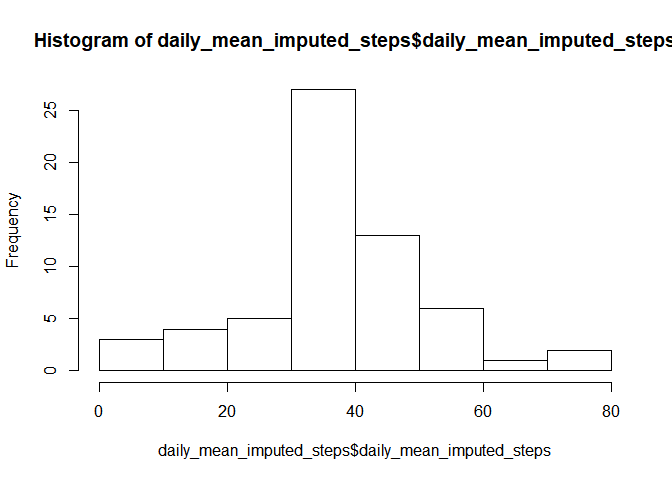 Histogram of daily_mean_imputed_steps$daily_mean_imputed_steps
Frequency
25
20
15
10
5
0
0 20 40 60 80
daily_mean_imputed_steps$daily_mean_imputed_steps